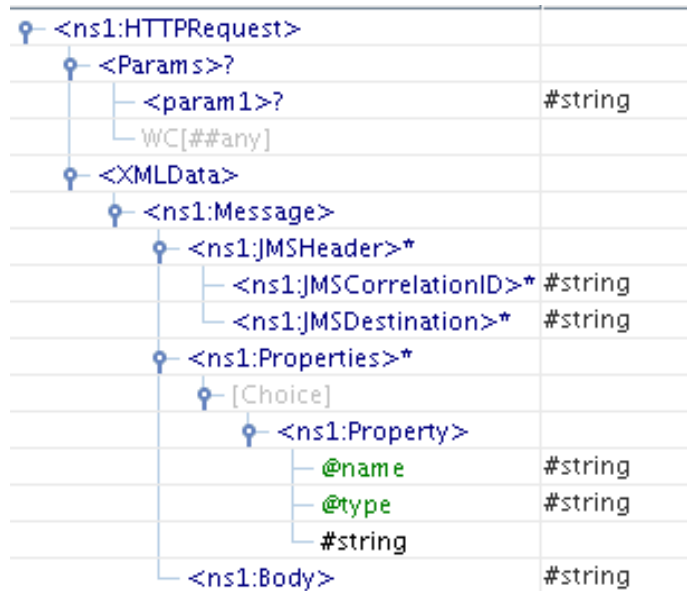 <ns1:HTTPRequest>
<Params>?
<param1>? #string
WC[##any]
<XMLData>
<ns1:Message>
<ns1:JMSHeader>*
<ns1:JMSCorrelationID>* #string
<ns1:JMSDestination>* #string
<ns1:Properties>*
[Choice]
<ns1:Property>
@name #string
@type #string
#string
<ns1:Body> #string